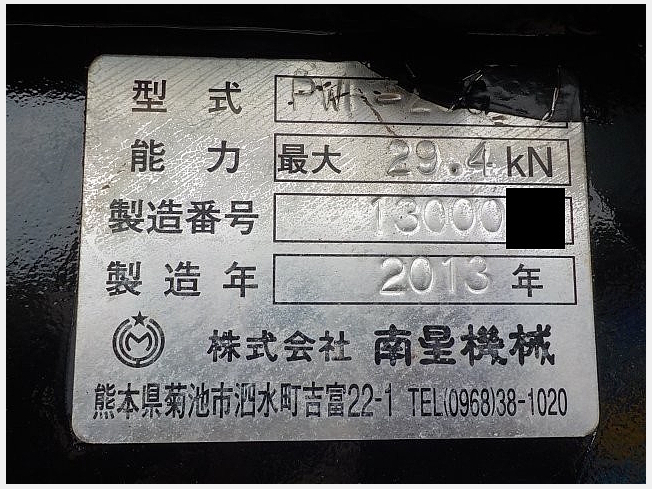 型式
能力 最大 29.4 kN
製造番号 13000
製造年 2013 年
株式会社 南星機械
熊本県菊池市泗水町吉富22-1 TEL(0968)38-1020